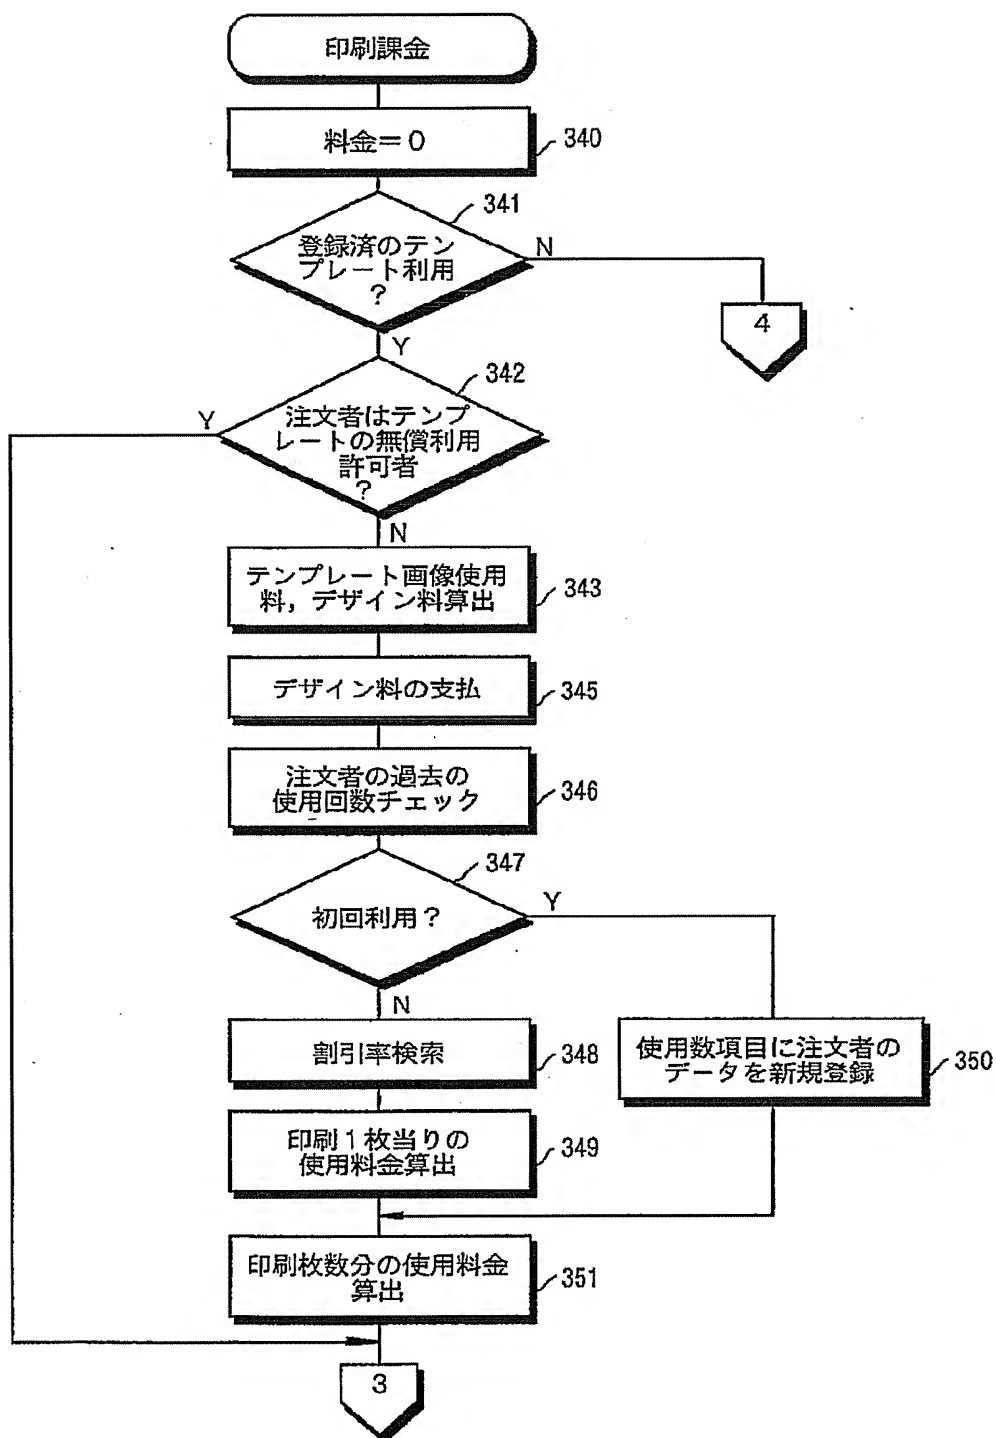 印刷課金
料金=0
340
341
登録済のテン
プレート利用
?
N
4
Y
342
Y
注文者はテンプ
レートの無償利用
許可者
?
N
テンプレート画像使用
料,デザイン料算出
343
デザイン料の支払
345
注文者の過去の
使用回数チェック
346
347
初回利用?
Y
N
割引率検索
348
使用数項目に注文者の
データを新規登録
350
印刷1枚当りの
使用料金算出
349
印刷枚数分の使用料金
算出
351
3